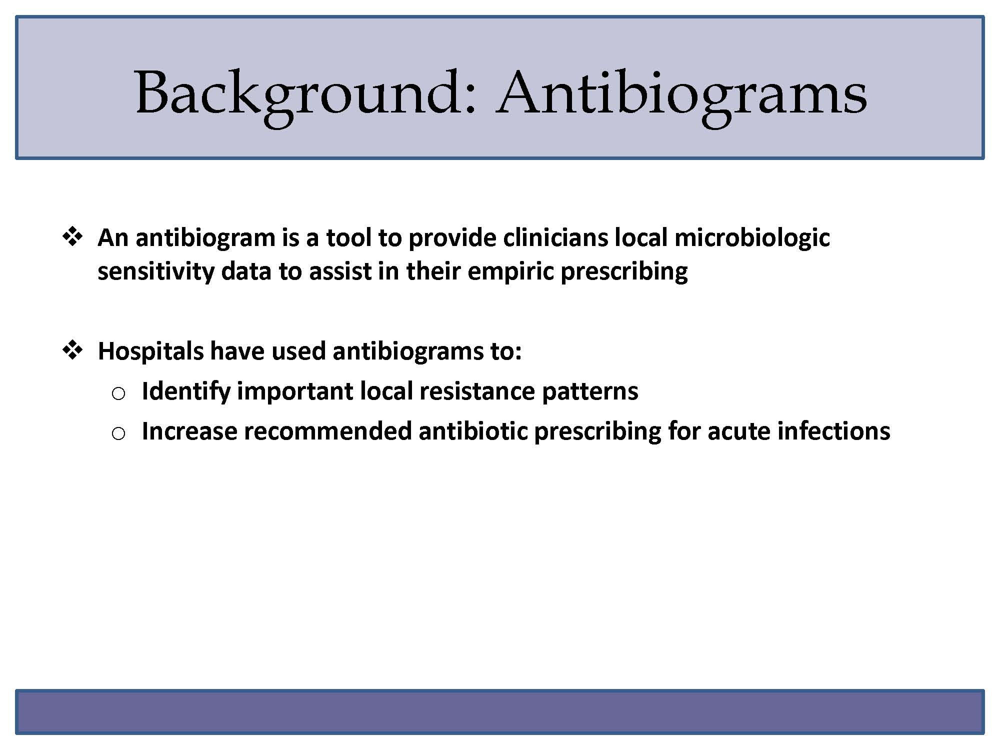 Background: Antibiograms
❖ An antibiogram is a tool to provide clinicians local microbiologic
sensitivity data to assist in their empiric prescribing
❖ Hospitals have used antibiograms to:
o Identify important local resistance patterns
o Increase recommended antibiotic prescribing for acute infections